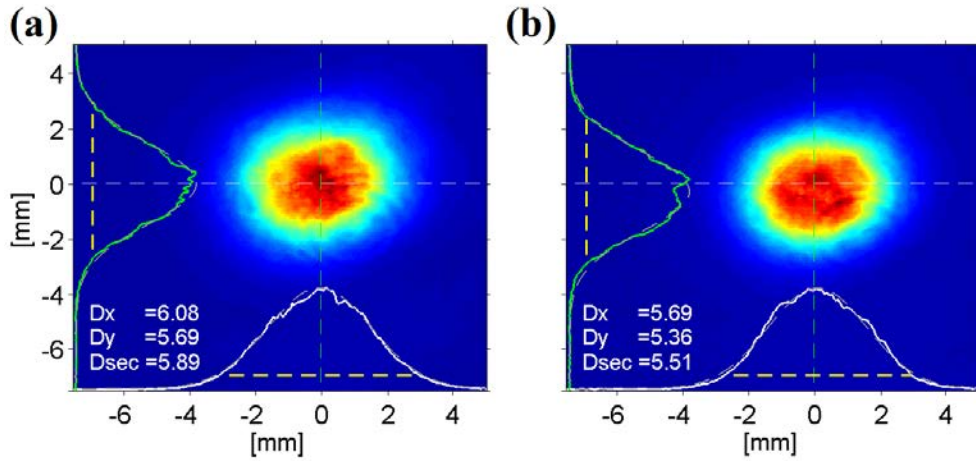 (a)
(b)
[mm]
4
2
0
-2
-4
-6
Dx =6.08
Dy =5.69
Dsec =5.89
-6 -4 -2 0 2 4
[mm]
4
2
0
-2
-4
-6
Dx =5.69
Dy =5.36
Dsec =5.51
-6 -4 -2 0 2 4
[mm]